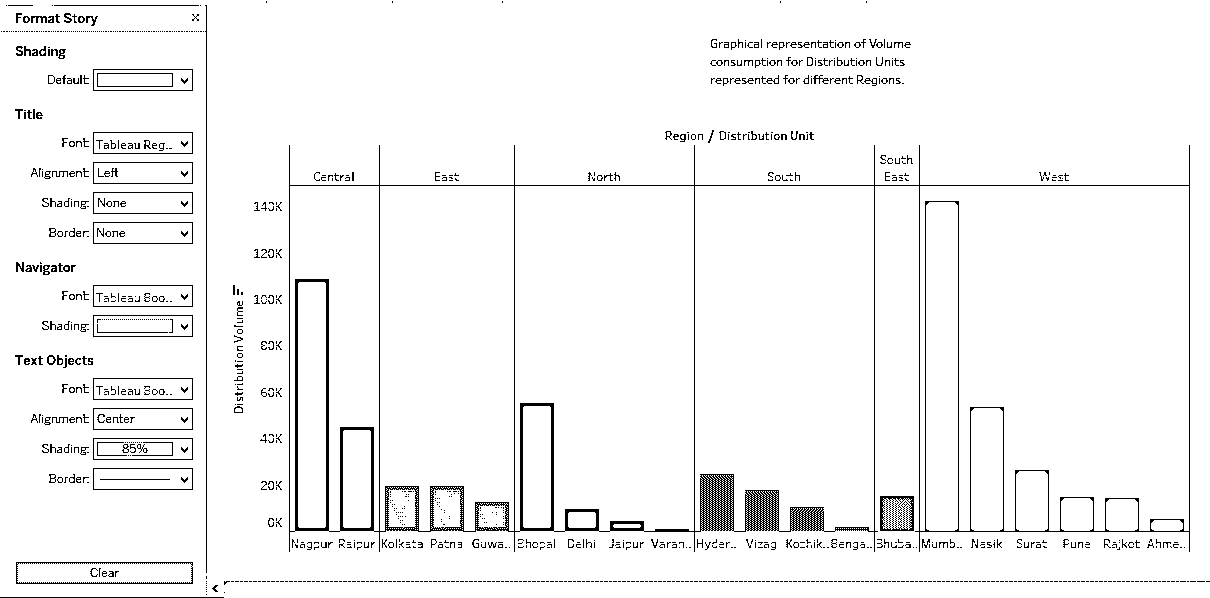 Format Story ×
Shading
Default:
Title
Font: Tableau Reg..
Alignment: Left
Shading: None
Border: None
Navigator
Font: Tableau Boo..
Shading:
Text Objects
Font: Tableau Boo..
Alignment: Center
Shading: 85%
Border:
Clear
Graphical representation of Volume
consumption for Distribution Units
represented for different Regions.
Region / Distribution Unit
Central East North South South East West
Distribution Volume
140K
120K
100K
80K
60K
40K
20K
0K
Nagpur Raipur Kolkata Patna Guwa.. Bhopal Delhi Jaipur Varan.. Hyder.. Vizag Kozhik.. Benga.. Bhuba.. Mumb.. Nasik Surat Pune Rajkot Ahme..